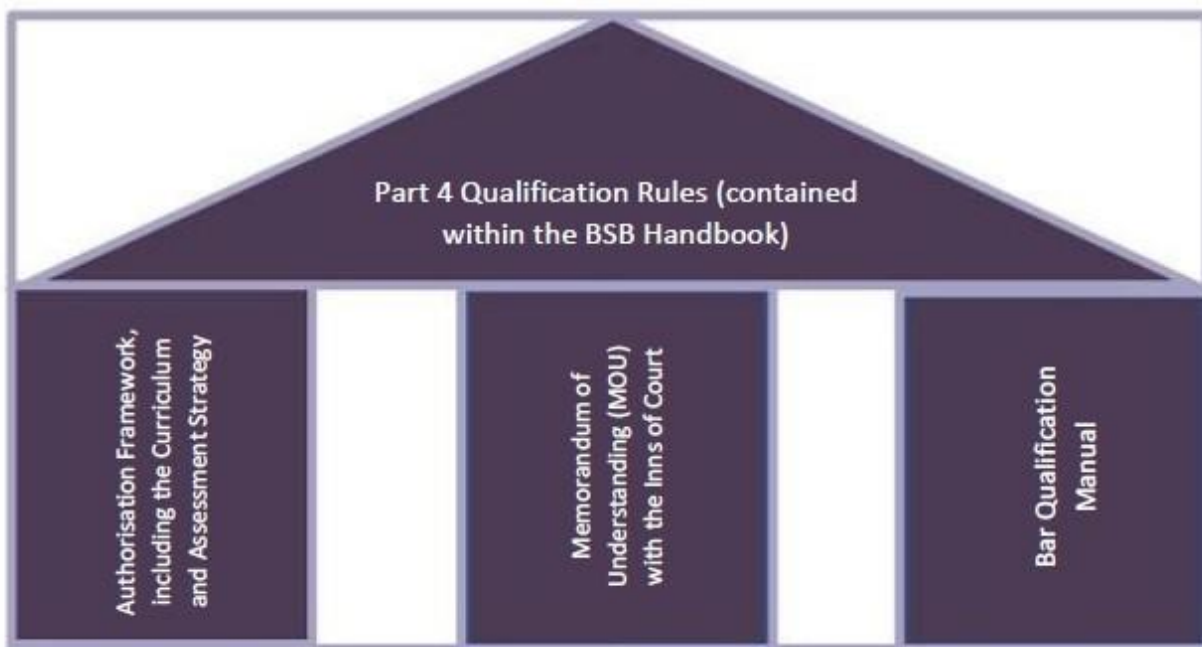 Part 4 Qualification Rules (contained
within the BSB Handbook)
Authorisation Framework,
including the Curriculum
and Assessment Strategy
Memorandum of
Understanding (MOU)
with the Inns of Court
Bar Qualification
Manual